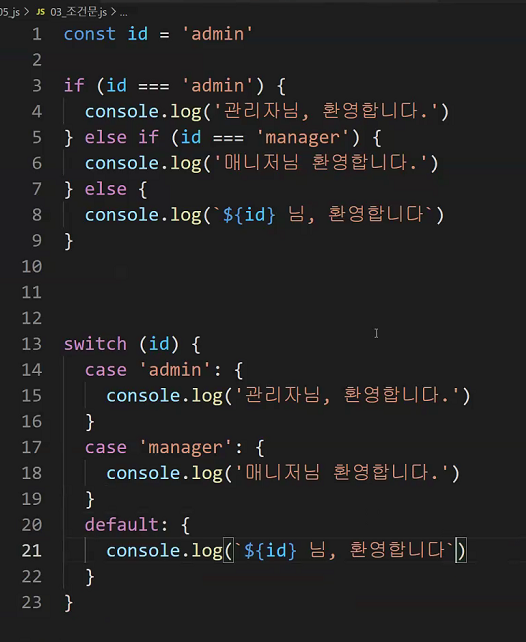 05_js > JS 03_조건문.js > ...
1 const id = 'admin'
2
3 if (id === 'admin') {
4 console.log('관리자님, 환영합니다.')
5 } else if (id === 'manager') {
6 console.log('매니저님 환영합니다.')
7 } else {
8 console.log(`${id} 님, 환영합니다`)
9 }
10
11
12
13 switch (id) {
14 case 'admin': {
15 console.log('관리자님, 환영합니다.')
16 }
17 case 'manager': {
18 console.log('매니저님 환영합니다.')
19 }
20 default: {
21 console.log(`${id} 님, 환영합니다`)
22 }
23 }